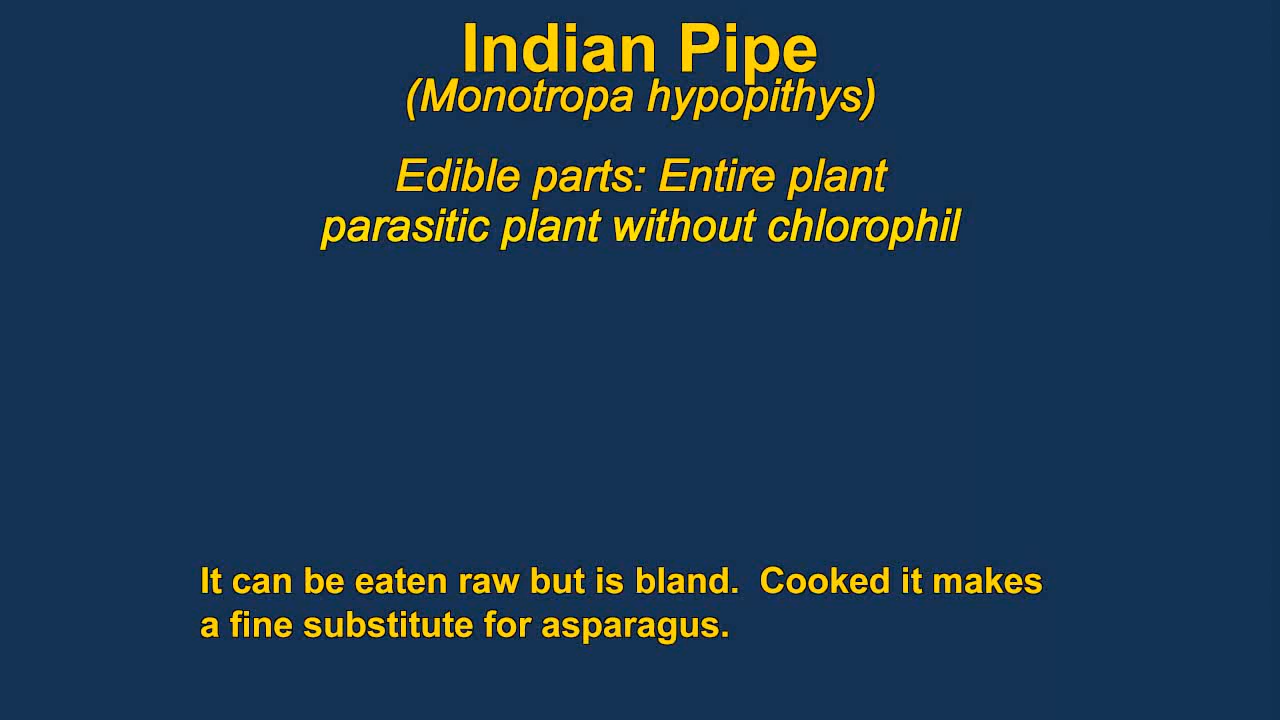 Indian Pipe
(Monotropa hypopithys)
Edible parts: Entire plant
parasitic plant without chlorophil
It can be eaten raw but is bland.  Cooked it makes
a fine substitute for asparagus.